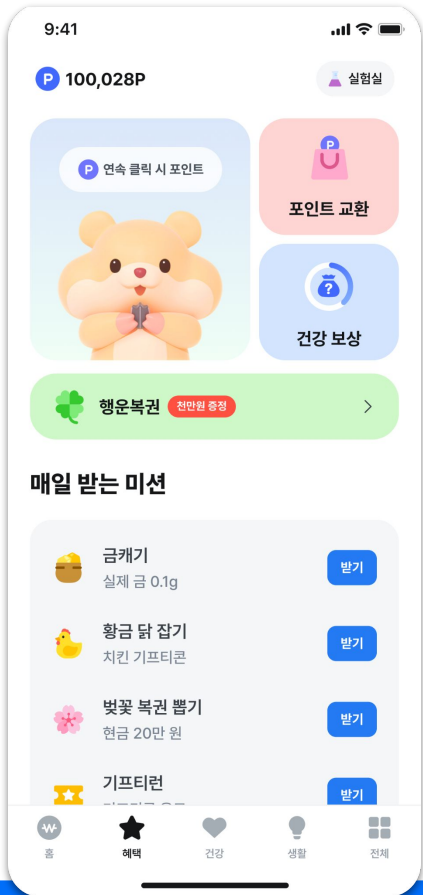 9:41
P 100,028P
실험실
P 연속 클릭 시 포인트
P
포인트 교환
?
건강 보상
행운복권 천만원 증정
매일 받는 미션
금캐기
실제 금 0.1g
받기
황금 닭 잡기
치킨 기프티콘
받기
벚꽃 복권 뽑기
현금 20만 원
받기
기프티런
받기
₩
홈
혜택
건강
생활
전체